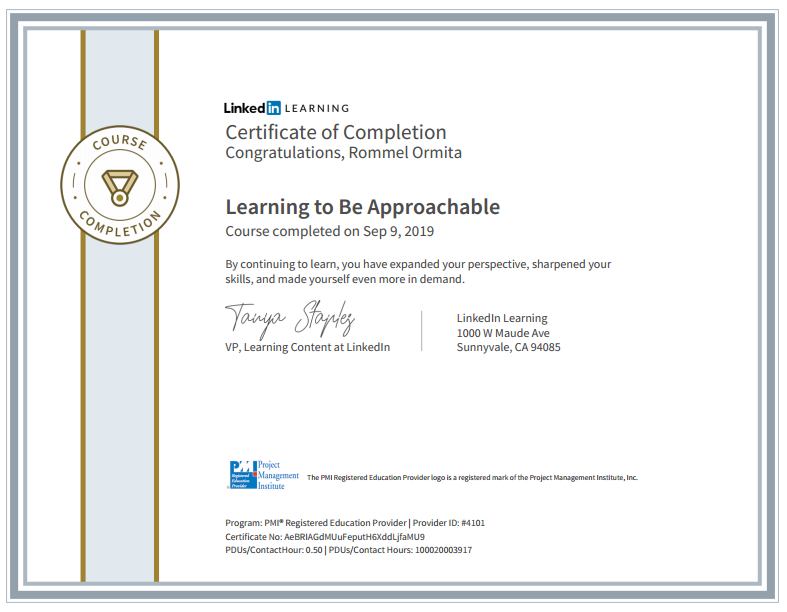 Linked in LEARNING
Certificate of Completion
Congratulations, Rommel Ormita
COURSE
COMPLETION
Learning to Be Approachable
Course completed on Sep 9, 2019
By continuing to learn, you have expanded your perspective, sharpened your
skills, and made yourself even more in demand.
Tanya Staples
VP, Learning Content at LinkedIn
LinkedIn Learning
1000 W Maude Ave
Sunnyvale, CA 94085
PMI
Registered
Education
Provider
Project
Management
Institute
The PMI Registered Education Provider logo is a registered mark of the Project Management Institute, Inc.
Program: PMI® Registered Education Provider | Provider ID: #4101
Certificate No: AeBRIAGdMUuFeputH6XddLjfaMU9
PDUs/ContactHour: 0.50 | PDUs/Contact Hours: 100020003917